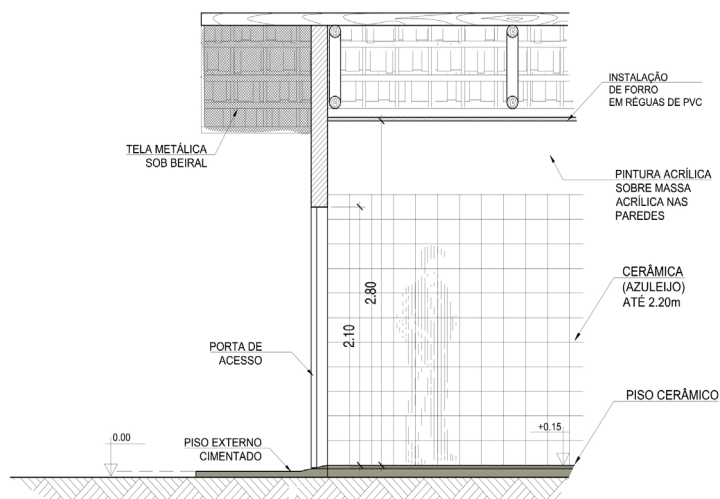 INSTALAÇÃO
DE FORRO
EM RÉGUAS DE PVC
TELA METÁLICA
SOB BEIRAL
PINTURA ACRÍLICA
SOBRE MASSA
ACRÍLICA NAS
PAREDES
CERÂMICA
(AZULEIJO)
ATÉ 2.20m
2.80
2.10
PORTA DE
ACESSO
PISO CERÂMICO
+0.15
0.00
PISO EXTERNO
CIMENTADO